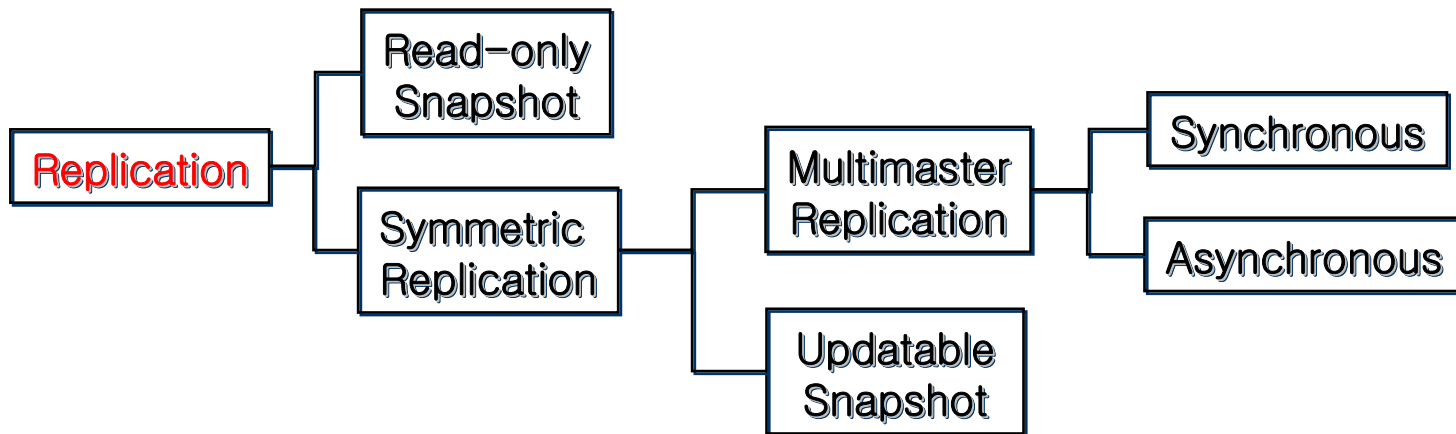 Replication
Read-only
Snapshot
Symmetric
Replication
Multimaster
Replication
Updatable
Snapshot
Synchronous
Asynchronous